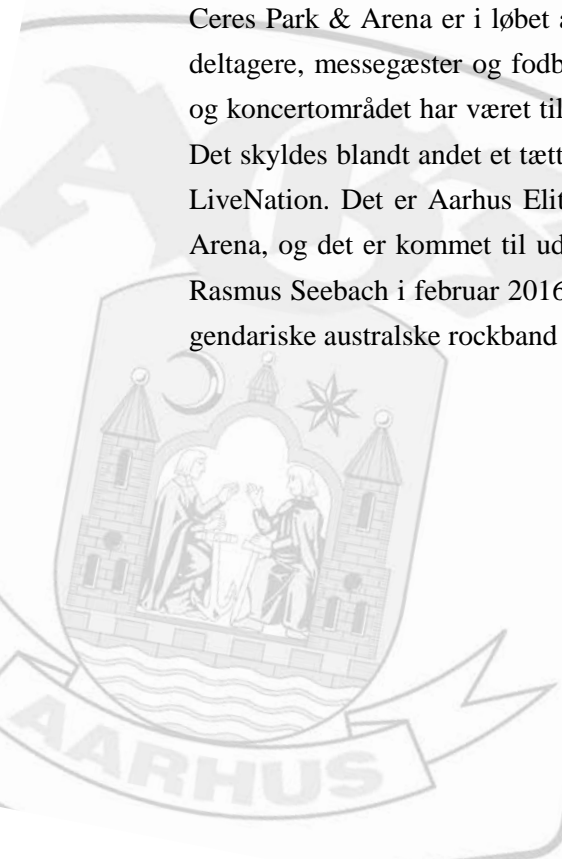 Ceres Park & Arena er i løbet a
deltagere, messegæster og fodb
og koncertområdet har været til
Det skyldes blandt andet et tætt
LiveNation. Det er Aarhus Elit
Arena, og det er kommet til ud
Rasmus Seebach i februar 2016
gendariske australske rockband
AGF
AARHUS